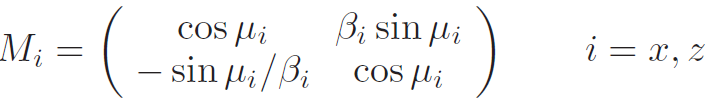 M_i = ( cos μ_i   β_i sin μ_i
− sin μ_i/β_i   cos μ_i )   i = x, z